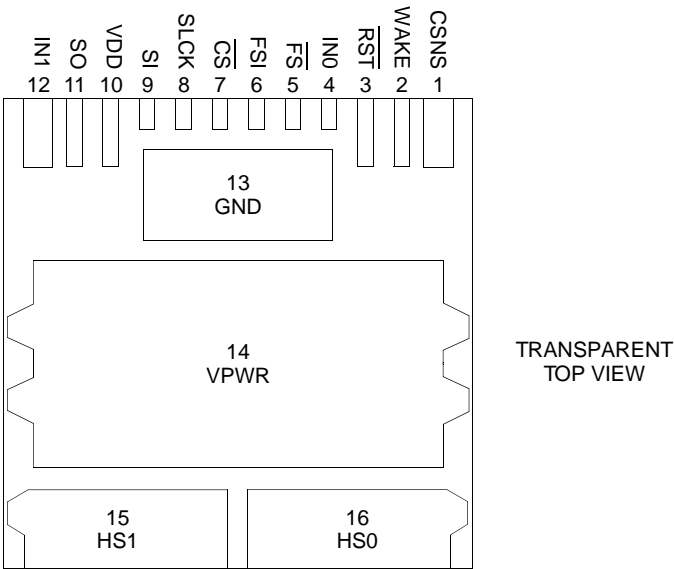 IN1 SO VDD SI SLCK CS FSI FS IN0 RST WAKE CSNS
12 11 10 9 8 7 6 5 4 3 2 1
13
GND
14
VPWR
TRANSPARENT
TOP VIEW
15
HS1
16
HS0